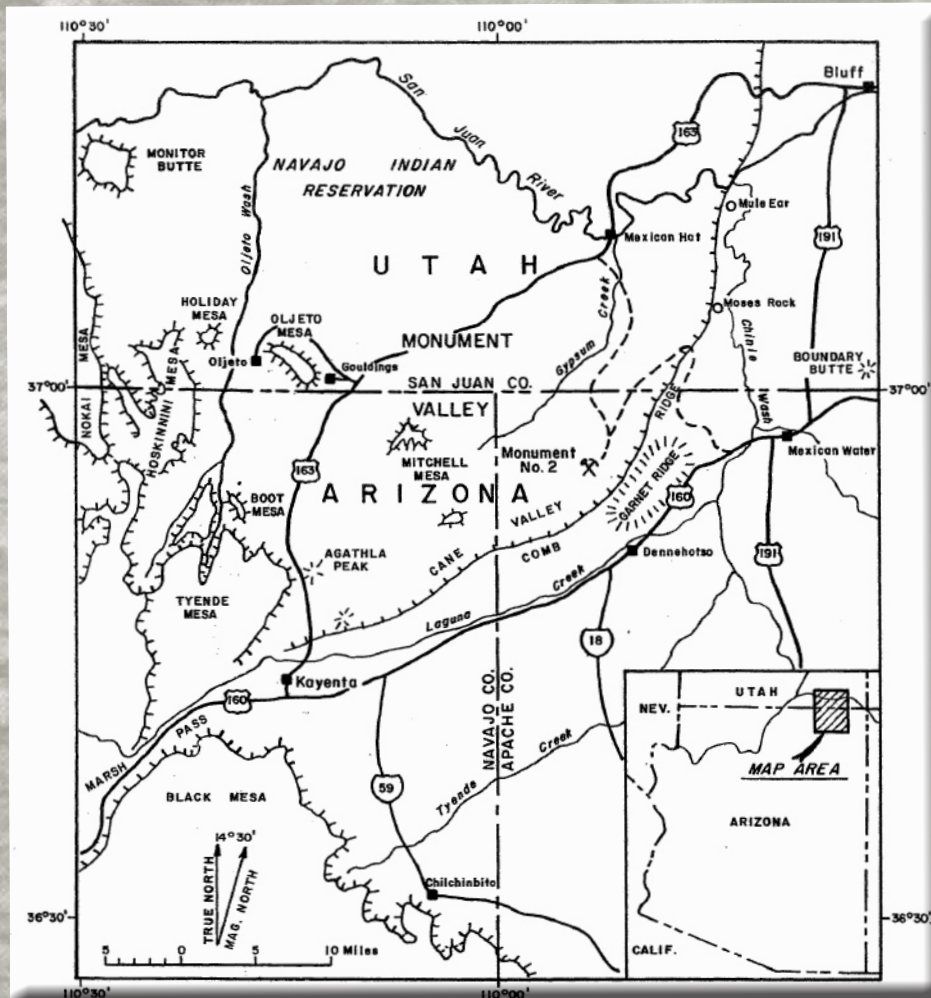 110°30'
110°00'
Bluff
San Juan River
163
MONITOR
BUTTE
NAVAJO INDIAN
RESERVATION
Oljeto Wash
Mule Ear
191
Mexican Hat
UTAH
Creek
Gypsum
HOLIDAY
MESA
OLJETO
MESA
Moses Rock
Chinle
Wash
MONUMENT
NOKAI MESA
HOSKINNINI MESA
Oljeto
Gouldings
BOUNDARY
BUTTE
37°00'
SAN JUAN CO.
37°00'
VALLEY
RIDGE
Mexican Water
MITCHELL
MESA
Monument
No. 2
163
ARIZONA
GARNET RIDGE
160
BOOT
MESA
CANE VALLEY
COMB
Dennehotso
191
AGATHLA
PEAK
TYENDE
MESA
Laguna Creek
18
Kayenta
160
NAVAJO CO.
APACHE CO.
UTAH
NEV.
MARSH PASS
MAP AREA
BLACK MESA
59
Tyende Creek
ARIZONA
14°30'
TRUE NORTH
MAG. NORTH
Chilchinbito
36°30'
36°30'
5 0 5 10 Miles
CALIF.
110°30'
110°00'